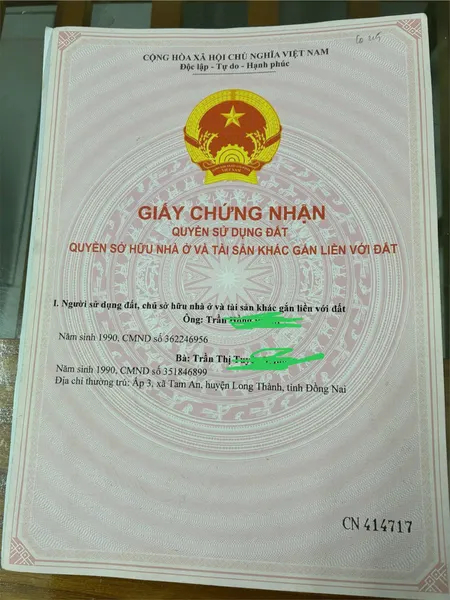 CỘNG HÒA XÃ HỘI CHỦ NGHĨA VIỆT NAM
Độc lập - Tự do - Hạnh phúc
GIẤY CHỨNG NHẬN
QUYỀN SỬ DỤNG ĐẤT
QUYỀN SỞ HỮU NHÀ Ở VÀ TÀI SẢN KHÁC GẮN LIỀN VỚI ĐẤT
I. Người sử dụng đất, chủ sở hữu nhà ở và tài sản khác gắn liền với đất
Ông: Trần
Năm sinh 1990, CMND số 362246956
Bà: Trần Thị
Năm sinh 1990, CMND số 351846899
Địa chỉ thường trú: Ấp 3, xã Tam An, huyện Long Thành, tỉnh Đồng Nai
CN 414717